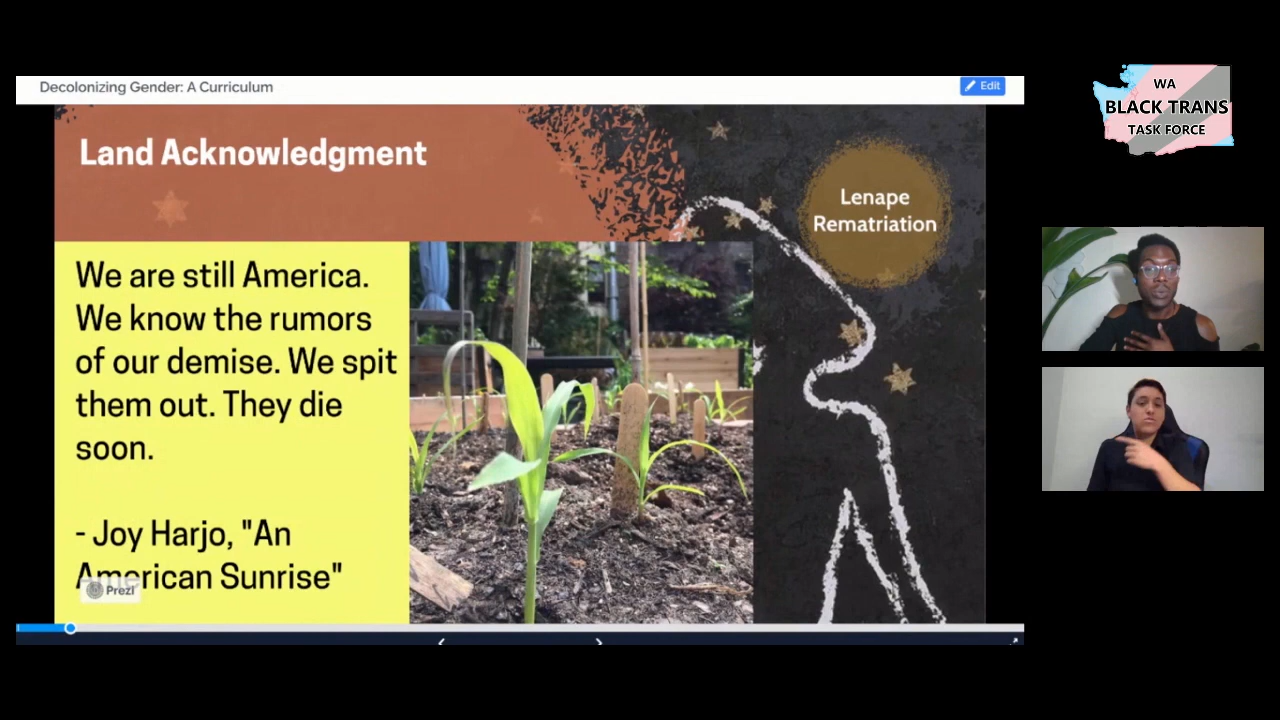 Decolonizing Gender: A Curriculum
Edit
WA
BLACK TRANS
TASK FORCE
Land Acknowledgment
Lenape
Rematriation
We are still America.
We know the rumors
of our demise. We spit
them out. They die
soon.
- Joy Harjo, "An
American Sunrise"
Prezi